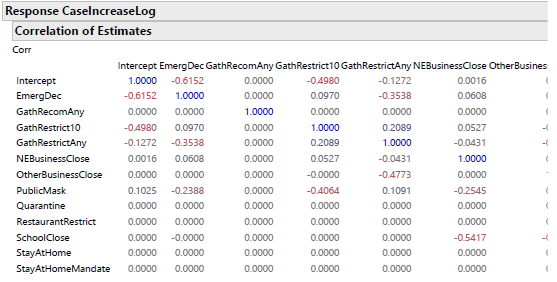 Response CaseIncreaseLog
Correlation of Estimates
Corr
Intercept EmergDec GathRecomAny GathRestrict10 GathRestrictAny NEBusinessClose OtherBusines
Intercept 1.0000 -0.6152 0.0000 -0.4980 -0.1272 0.0016
EmergDec -0.6152 1.0000 0.0000 0.0970 -0.3538 0.0608
GathRecomAny 0.0000 0.0000 1.0000 0.0000 0.0000 0.0000
GathRestrict10 -0.4980 0.0970 0.0000 1.0000 0.2089 0.0527
GathRestrictAny -0.1272 -0.3538 0.0000 0.2089 1.0000 -0.0431
NEBusinessClose 0.0016 0.0608 0.0000 0.0527 -0.0431 1.0000
OtherBusinessClose 0.0000 0.0000 0.0000 -0.0000 -0.4773 0.0000
PublicMask 0.1025 -0.2388 0.0000 -0.4064 0.1091 -0.2545
Quarantine 0.0000 0.0000 0.0000 0.0000 0.0000 0.0000
RestaurantRestrict 0.0000 0.0000 0.0000 0.0000 0.0000 0.0000
SchoolClose 0.0000 -0.0000 0.0000 0.0000 0.0000 -0.5417
StayAtHome 0.0000 0.0000 0.0000 0.0000 0.0000 0.0000
StayAtHomeMandate 0.0000 0.0000 0.0000 0.0000 0.0000 0.0000